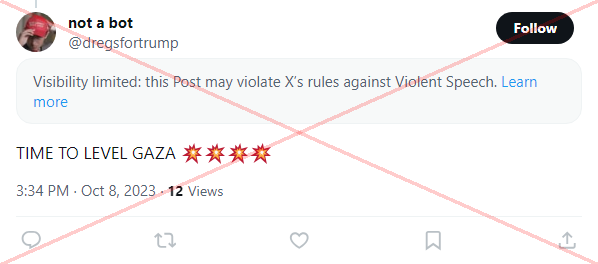 not a bot
@dregsfortrump
Follow
Visibility limited: this Post may violate X's rules against Violent Speech. Learn
more
TIME TO LEVEL GAZA 💥💥💥💥
3:34 PM · Oct 8, 2023 · 12 Views